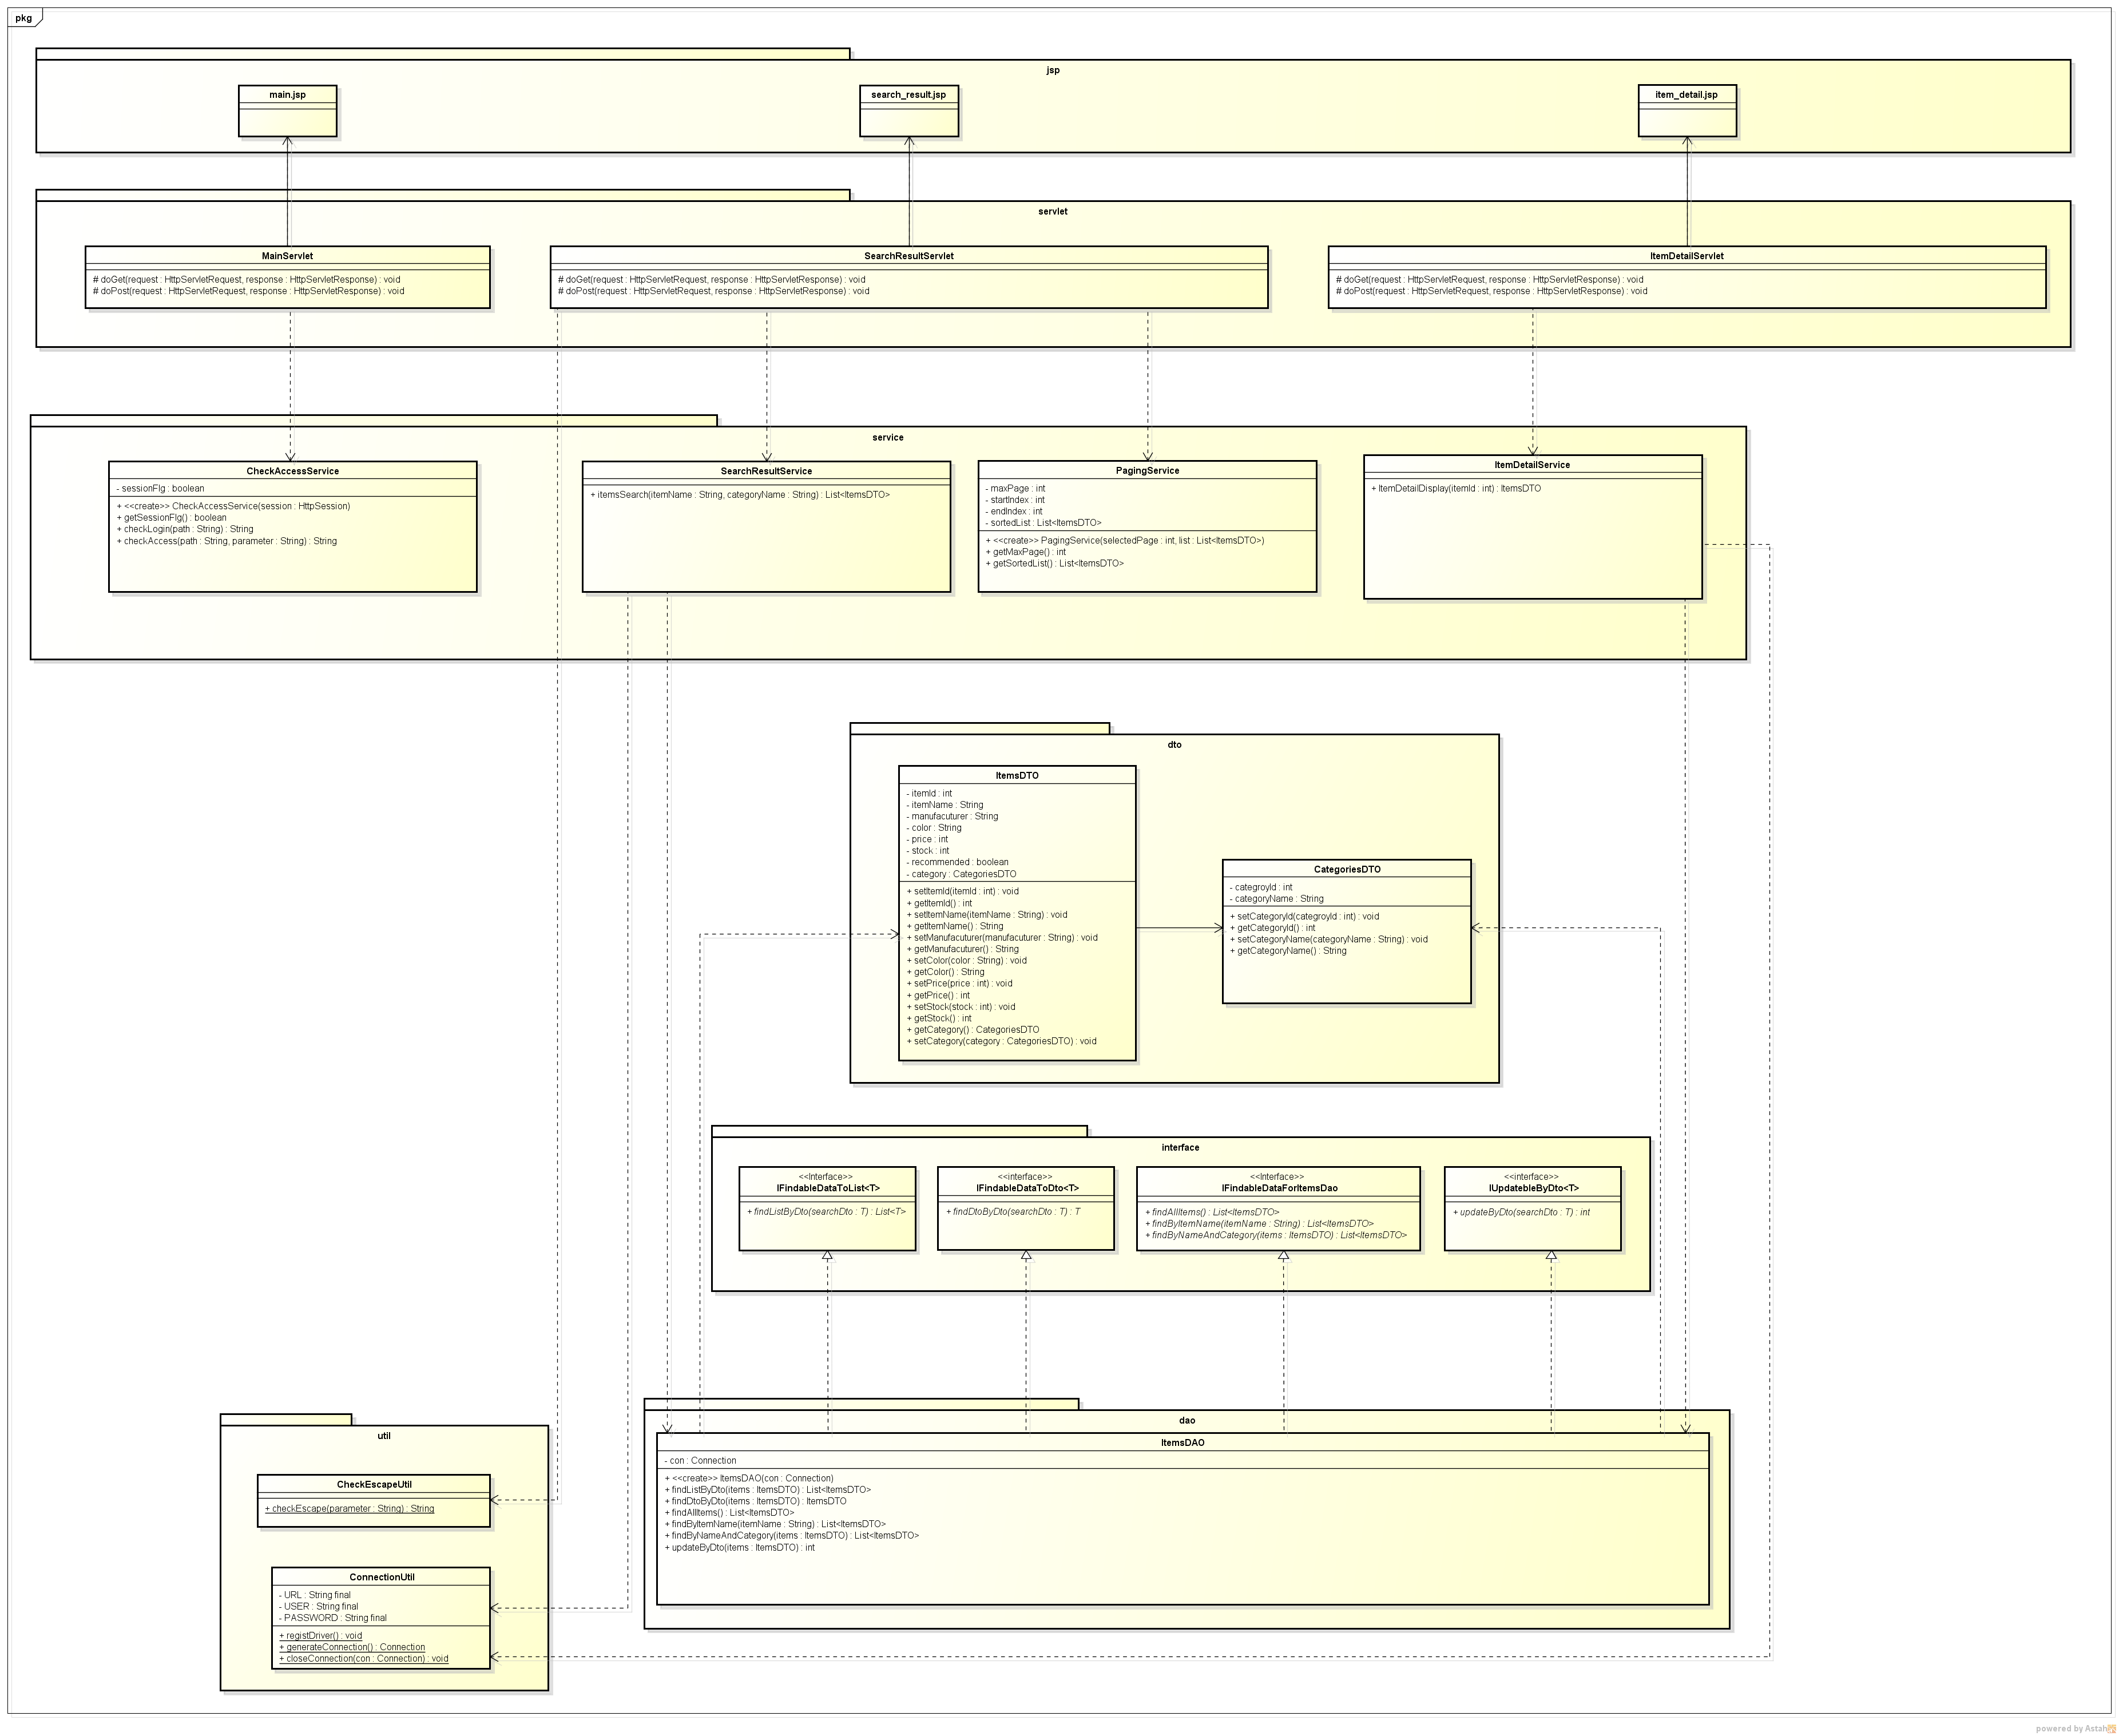 pkg
jsp
main.jsp
search_result.jsp
item_detail.jsp
servlet
MainServlet
# doGet(request : HttpServletRequest, response : HttpServletResponse) : void
# doPost(request : HttpServletRequest, response : HttpServletResponse) : void
SearchResultServlet
# doGet(request : HttpServletRequest, response : HttpServletResponse) : void
# doPost(request : HttpServletRequest, response : HttpServletResponse) : void
ItemDetailServlet
# doGet(request : HttpServletRequest, response : HttpServletResponse) : void
# doPost(request : HttpServletRequest, response : HttpServletResponse) : void
service
CheckAccessService
- sessionFlg : boolean
+ <<create>> CheckAccessService(session : HttpSession)
+ getSessionFlg() : boolean
+ checkLogin(path : String) : String
+ checkAccess(path : String, parameter : String) : String
SearchResultService
+ itemsSearch(itemName : String, categoryName : String) : List<ItemsDTO>
PagingService
- maxPage : int
- startIndex : int
- endIndex : int
- sortedList : List<ItemsDTO>
+ <<create>> PagingService(selectedPage : int, list : List<ItemsDTO>)
+ getMaxPage() : int
+ getSortedList() : List<ItemsDTO>
ItemDetailService
+ ItemDetailDisplay(itemId : int) : ItemsDTO
dto
ItemsDTO
- itemId : int
- itemName : String
- manufacuturer : String
- color : String
- price : int
- stock : int
- recommended : boolean
- category : CategoriesDTO
+ setItemId(itemId : int) : void
+ getItemId() : int
+ setItemName(itemName : String) : void
+ getItemName() : String
+ setManufacuturer(manufacuturer : String) : void
+ getManufacuturer() : String
+ setColor(color : String) : void
+ getColor() : String
+ setPrice(price : int) : void
+ getPrice() : int
+ setStock(stock : int) : void
+ getStock() : int
+ getCategory() : CategoriesDTO
+ setCategory(category : CategoriesDTO) : void
CategoriesDTO
- categroyId : int
- categoryName : String
+ setCategoryId(categroyId : int) : void
+ getCategoryId() : int
+ setCategoryName(categoryName : String) : void
+ getCategoryName() : String
interface
<<Interface>>
IFindableDataToList<T>
+ findListByDto(searchDto : T) : List<T>
<<interface>>
IFindableDataToDto<T>
+ findDtoByDto(searchDto : T) : T
<<Interface>>
IFindableDataForItemsDao
+ findAllItems() : List<ItemsDTO>
+ findByItemName(itemName : String) : List<ItemsDTO>
+ findByNameAndCategory(items : ItemsDTO) : List<ItemsDTO>
<<interface>>
IUpdatebleByDto<T>
+ updateByDto(searchDto : T) : int
dao
ItemsDAO
- con : Connection
+ <<create>> ItemsDAO(con : Connection)
+ findListByDto(items : ItemsDTO) : List<ItemsDTO>
+ findDtoByDto(items : ItemsDTO) : ItemsDTO
+ findAllItems() : List<ItemsDTO>
+ findByItemName(itemName : String) : List<ItemsDTO>
+ findByNameAndCategory(items : ItemsDTO) : List<ItemsDTO>
+ updateByDto(items : ItemsDTO) : int
util
CheckEscapeUtil
+ checkEscape(parameter : String) : String
ConnectionUtil
- URL : String final
- USER : String final
- PASSWORD : String final
+ registDriver() : void
+ generateConnection() : Connection
+ closeConnection(con : Connection) : void
powered by Astah